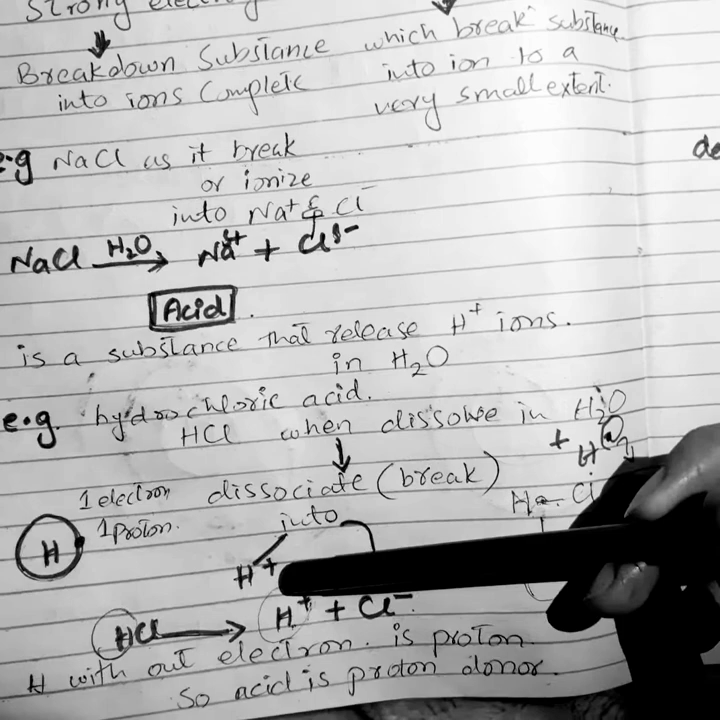 Strong
Breakdown Substance
into ions Complete
which break substance
into ion to a
very small extent.
e.g NaCl as it break
or ionize
into Na+ & Cl-
NaCl H2O → Na+ + Cl-
Acid
is a substance that release H+ ions.
in H2O
e.g. hydrochloric acid.
HCl when dissolve in H2O
dissociate (break)
into
1 electron
1 proton.
H
H+
H Cl
HCl → H+ + Cl-.
H with out electron. is proton.
So acid is proton donor.